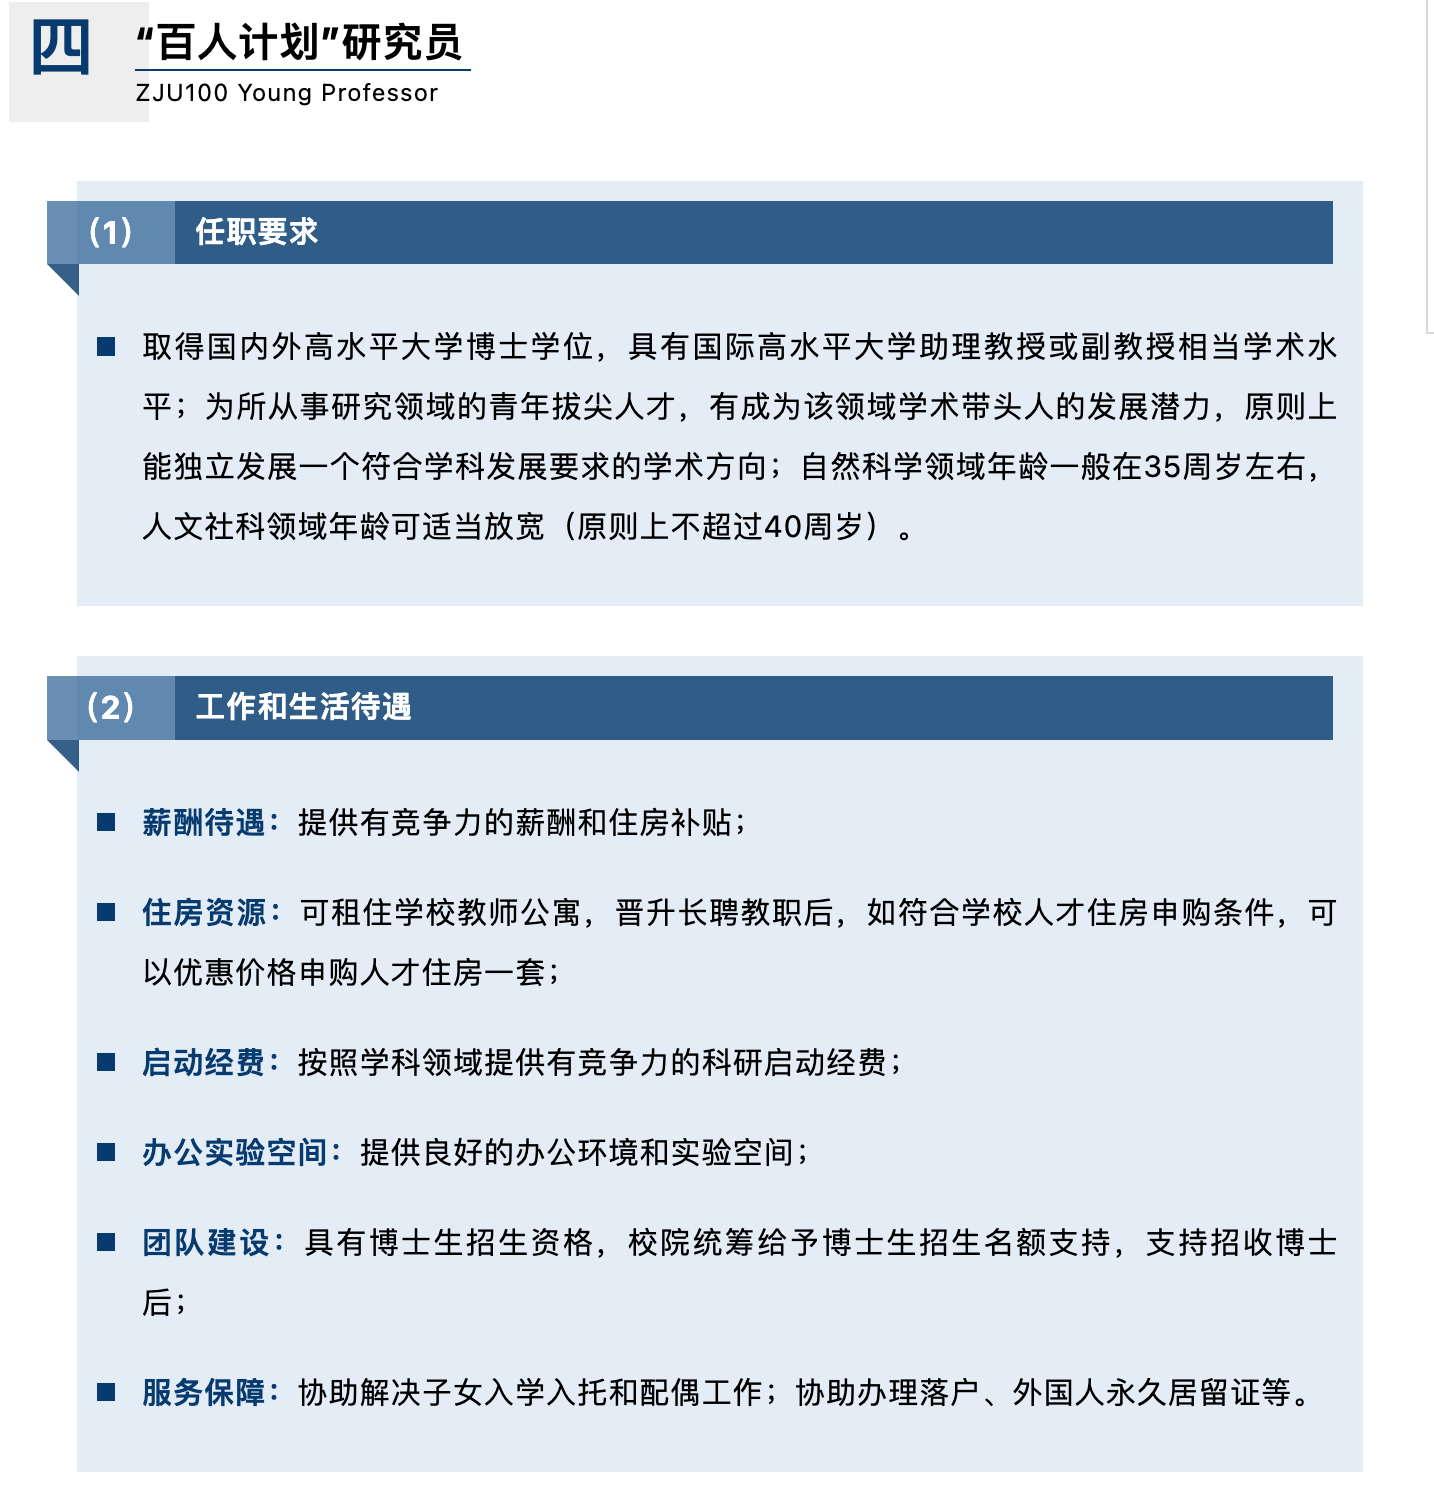 四
“百人计划”研究员
ZJU100 Young Professor
(1) 任职要求
■ 取得国内外高水平大学博士学位，具有国际高水平大学助理教授或副教授相当学术水
平；为所从事研究领域的青年拔尖人才，有成为该领域学术带头人的发展潜力，原则上
能独立发展一个符合学科发展要求的学术方向；自然科学领域年龄一般在35周岁左右，
人文社科领域年龄可适当放宽（原则上不超过40周岁）。
(2) 工作和生活待遇
■ 薪酬待遇：提供有竞争力的薪酬和住房补贴；
■ 住房资源：可租住学校教师公寓，晋升长聘教职后，如符合学校人才住房申购条件，可
以优惠价格申购人才住房一套；
■ 启动经费：按照学科领域提供有竞争力的科研启动经费；
■ 办公实验空间：提供良好的办公环境和实验空间；
■ 团队建设：具有博士生招生资格，校院统筹给予博士生招生名额支持，支持招收博士
后；
■ 服务保障：协助解决子女入学入托和配偶工作；协助办理落户、外国人永久居留证等。